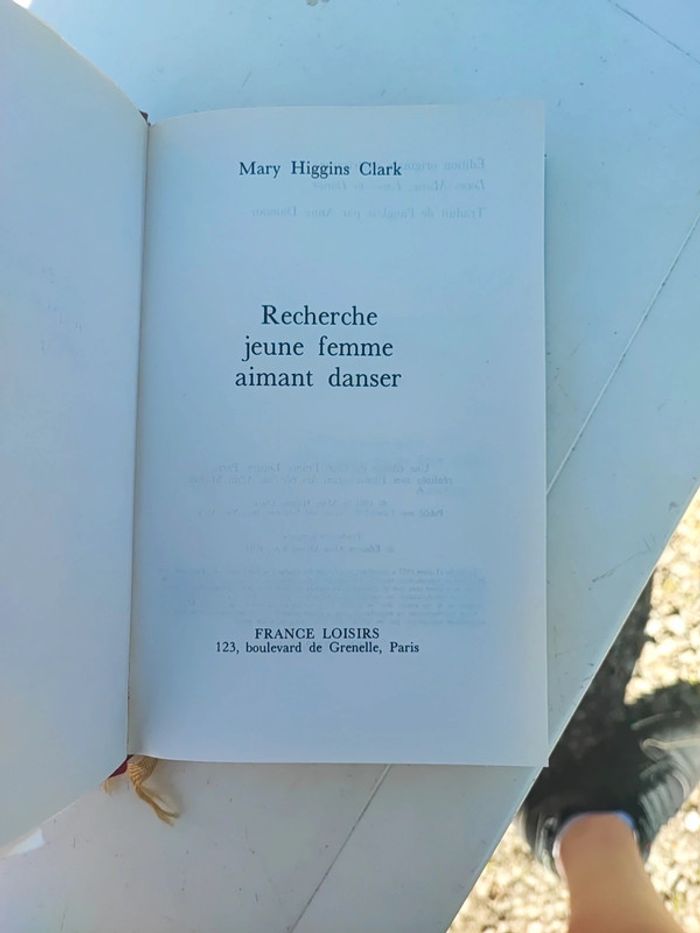 Mary Higgins Clark
Recherche
jeune femme
aimant danser
FRANCE LOISIRS
123, boulevard de Grenelle, Paris